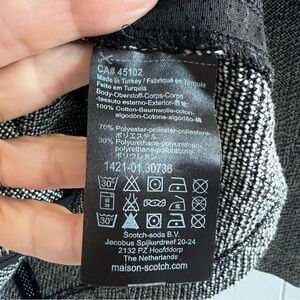 CA# 45102
Made in Turkey / Fabriqué en Turquie
Feito em Turquia
Body-Oberstoff-Corps-Corpo
-tessuto esterno-Exterior-表地
100% Cotton-Baumwolle-coton
algodón-Cotone-algodão-綿
70% Polyester-poliéster-poliestere
ポリエステル
30% Polyurethan-polyurethane
polyuréthane-poliuretano
ポリウレタン
1421-01.30736
30°
30°
Scotch-soda B.V.
Jacobus Spijkerdreef 20-24
2132 PZ Hoofddorp
The Netherlands
maison-scotch.com